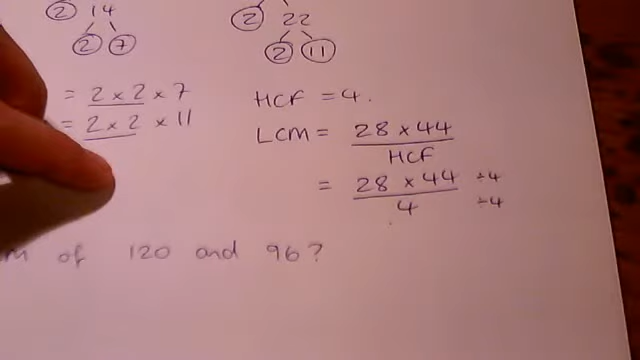 2 14
2 7
2 22
2 11
= 2 × 2 × 7
= 2 × 2 × 11
HCF = 4.
LCM = 28 × 44
HCF
= 28 × 44 ÷4
4 ÷4
of 120 and 96?